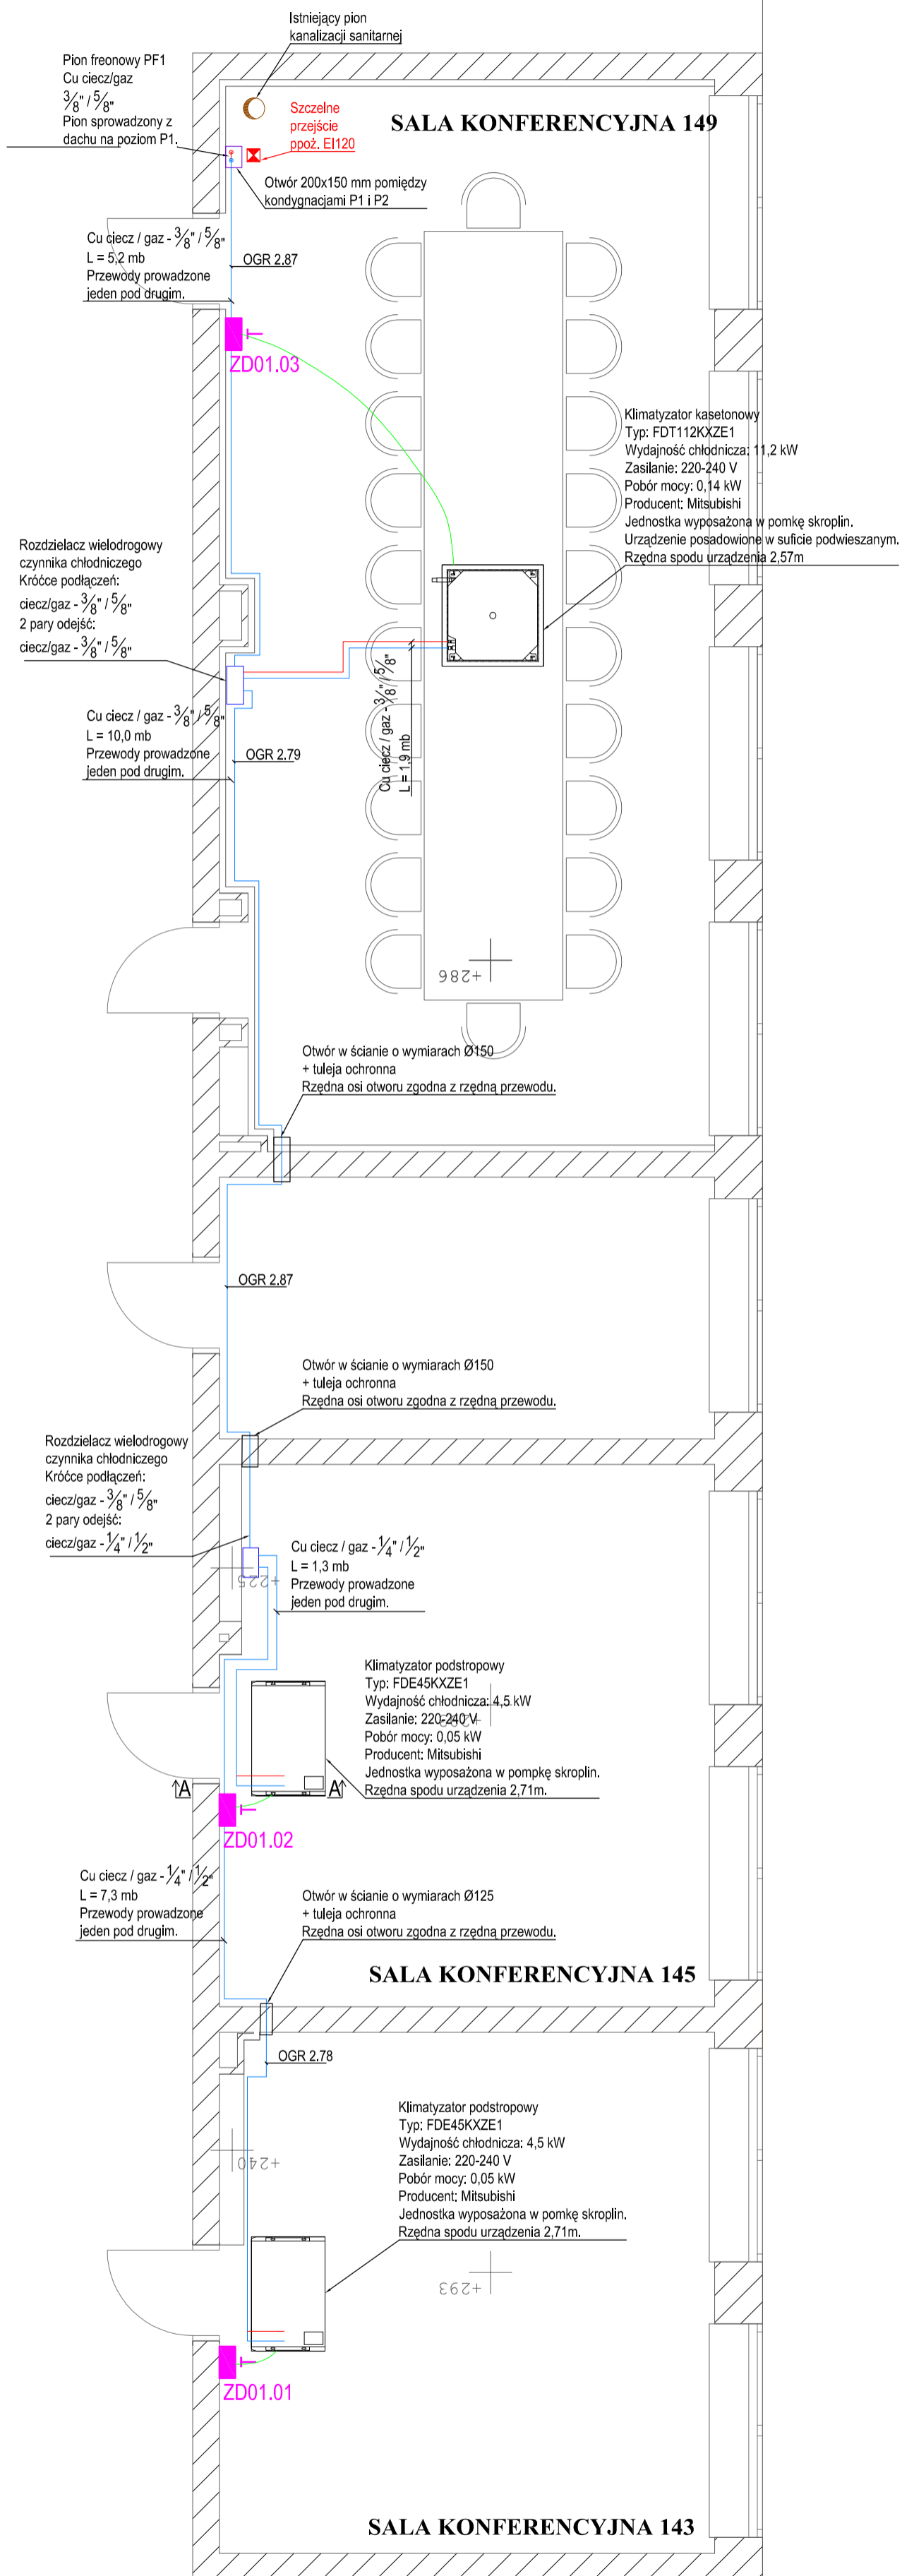 Istniejący pion
kanalizacji sanitarnej
Pion freonowy PF1
Cu ciecz/gaz
3/8" / 5/8"
Pion sprowadzony z
dachu na poziom P1.
Szczelne
przejście
ppoż. EI120
SALA KONFERENCYJNA 149
Otwór 200x150 mm pomiędzy
kondygnacjami P1 i P2
Cu ciecz / gaz - 3/8" / 5/8"
L = 5,2 mb
Przewody prowadzone
jeden pod drugim.
OGR 2.87
ZD01.03
Klimatyzator kasetonowy
Typ: FDT112KXZE1
Wydajność chłodnicza: 11,2 kW
Zasilanie: 220-240 V
Pobór mocy: 0,14 kW
Producent: Mitsubishi
Jednostka wyposażona w pomkę skroplin.
Urządzenie posadowione w suficie podwieszanym.
Rzędna spodu urządzenia 2,57m
Rozdzielacz wielodrogowy
czynnika chłodniczego
Króćce podłączeń:
ciecz/gaz - 3/8" / 5/8"
2 pary odejść:
ciecz/gaz - 3/8" / 5/8"
Cu ciecz / gaz - 3/8" / 5/8"
L = 1,9 mb
Cu ciecz / gaz - 3/8" / 5/8"
L = 10,0 mb
Przewody prowadzone
jeden pod drugim.
OGR 2.79
+286
Otwór w ścianie o wymiarach Ø150
+ tuleja ochronna
Rzędna osi otworu zgodna z rzędną przewodu.
OGR 2.87
Otwór w ścianie o wymiarach Ø150
+ tuleja ochronna
Rzędna osi otworu zgodna z rzędną przewodu.
Rozdzielacz wielodrogowy
czynnika chłodniczego
Króćce podłączeń:
ciecz/gaz - 3/8" / 5/8"
2 pary odejść:
ciecz/gaz - 1/4" / 1/2"
Cu ciecz / gaz - 1/4" / 1/2"
L = 1,3 mb
Przewody prowadzone
jeden pod drugim.
+225
Klimatyzator podstropowy
Typ: FDE45KXZE1
Wydajność chłodnicza: 4,5 kW
Zasilanie: 220-240 V
Pobór mocy: 0,05 kW
Producent: Mitsubishi
Jednostka wyposażona w pompkę skroplin.
Rzędna spodu urządzenia 2,71m.
A
A
ZD01.02
Cu ciecz / gaz - 1/4" / 1/2"
L = 7,3 mb
Przewody prowadzone
jeden pod drugim.
Otwór w ścianie o wymiarach Ø125
+ tuleja ochronna
Rzędna osi otworu zgodna z rzędną przewodu.
SALA KONFERENCYJNA 145
OGR 2.78
Klimatyzator podstropowy
Typ: FDE45KXZE1
Wydajność chłodnicza: 4,5 kW
Zasilanie: 220-240 V
Pobór mocy: 0,05 kW
Producent: Mitsubishi
Jednostka wyposażona w pomkę skroplin.
Rzędna spodu urządzenia 2,71m.
+240
+293
ZD01.01
SALA KONFERENCYJNA 143